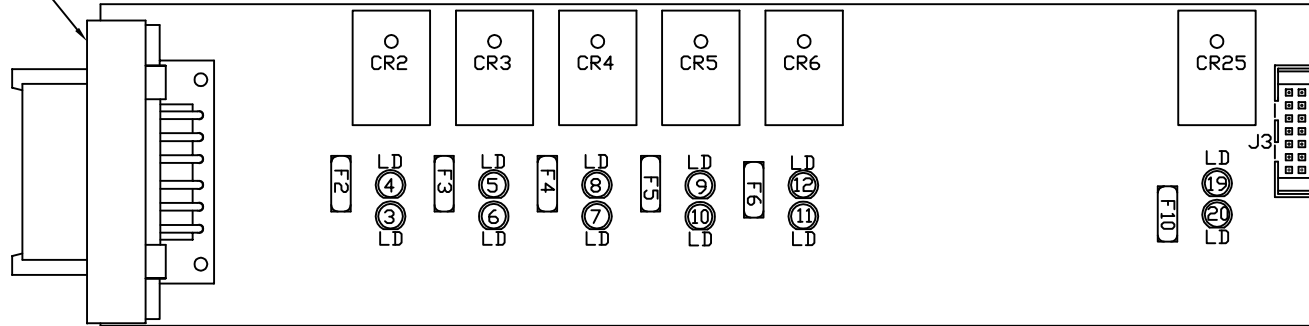 CR2 CR3 CR4 CR5 CR6 CR25
J3
LD LD LD LD LD LD
F2 4 F3 5 F4 8 F5 9 F6 12 19
3 6 7 10 11 F10 20
LD LD LD LD LD LD